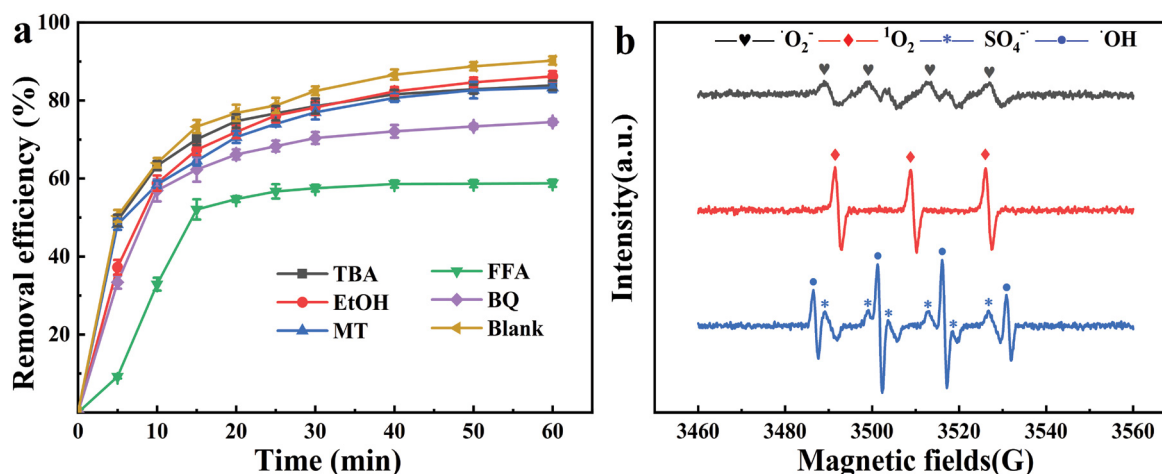 a
Removal efficiency (%)
100
80
60
40
20
0
10
20
30
40
50
60
Time (min)
TBA
EtOH
MT
FFA
BQ
Blank
b
·O₂⁻
¹O₂
SO₄⁻·
·OH
Intensity(a.u.)
3460
3480
3500
3520
3540
3560
Magnetic fields(G)